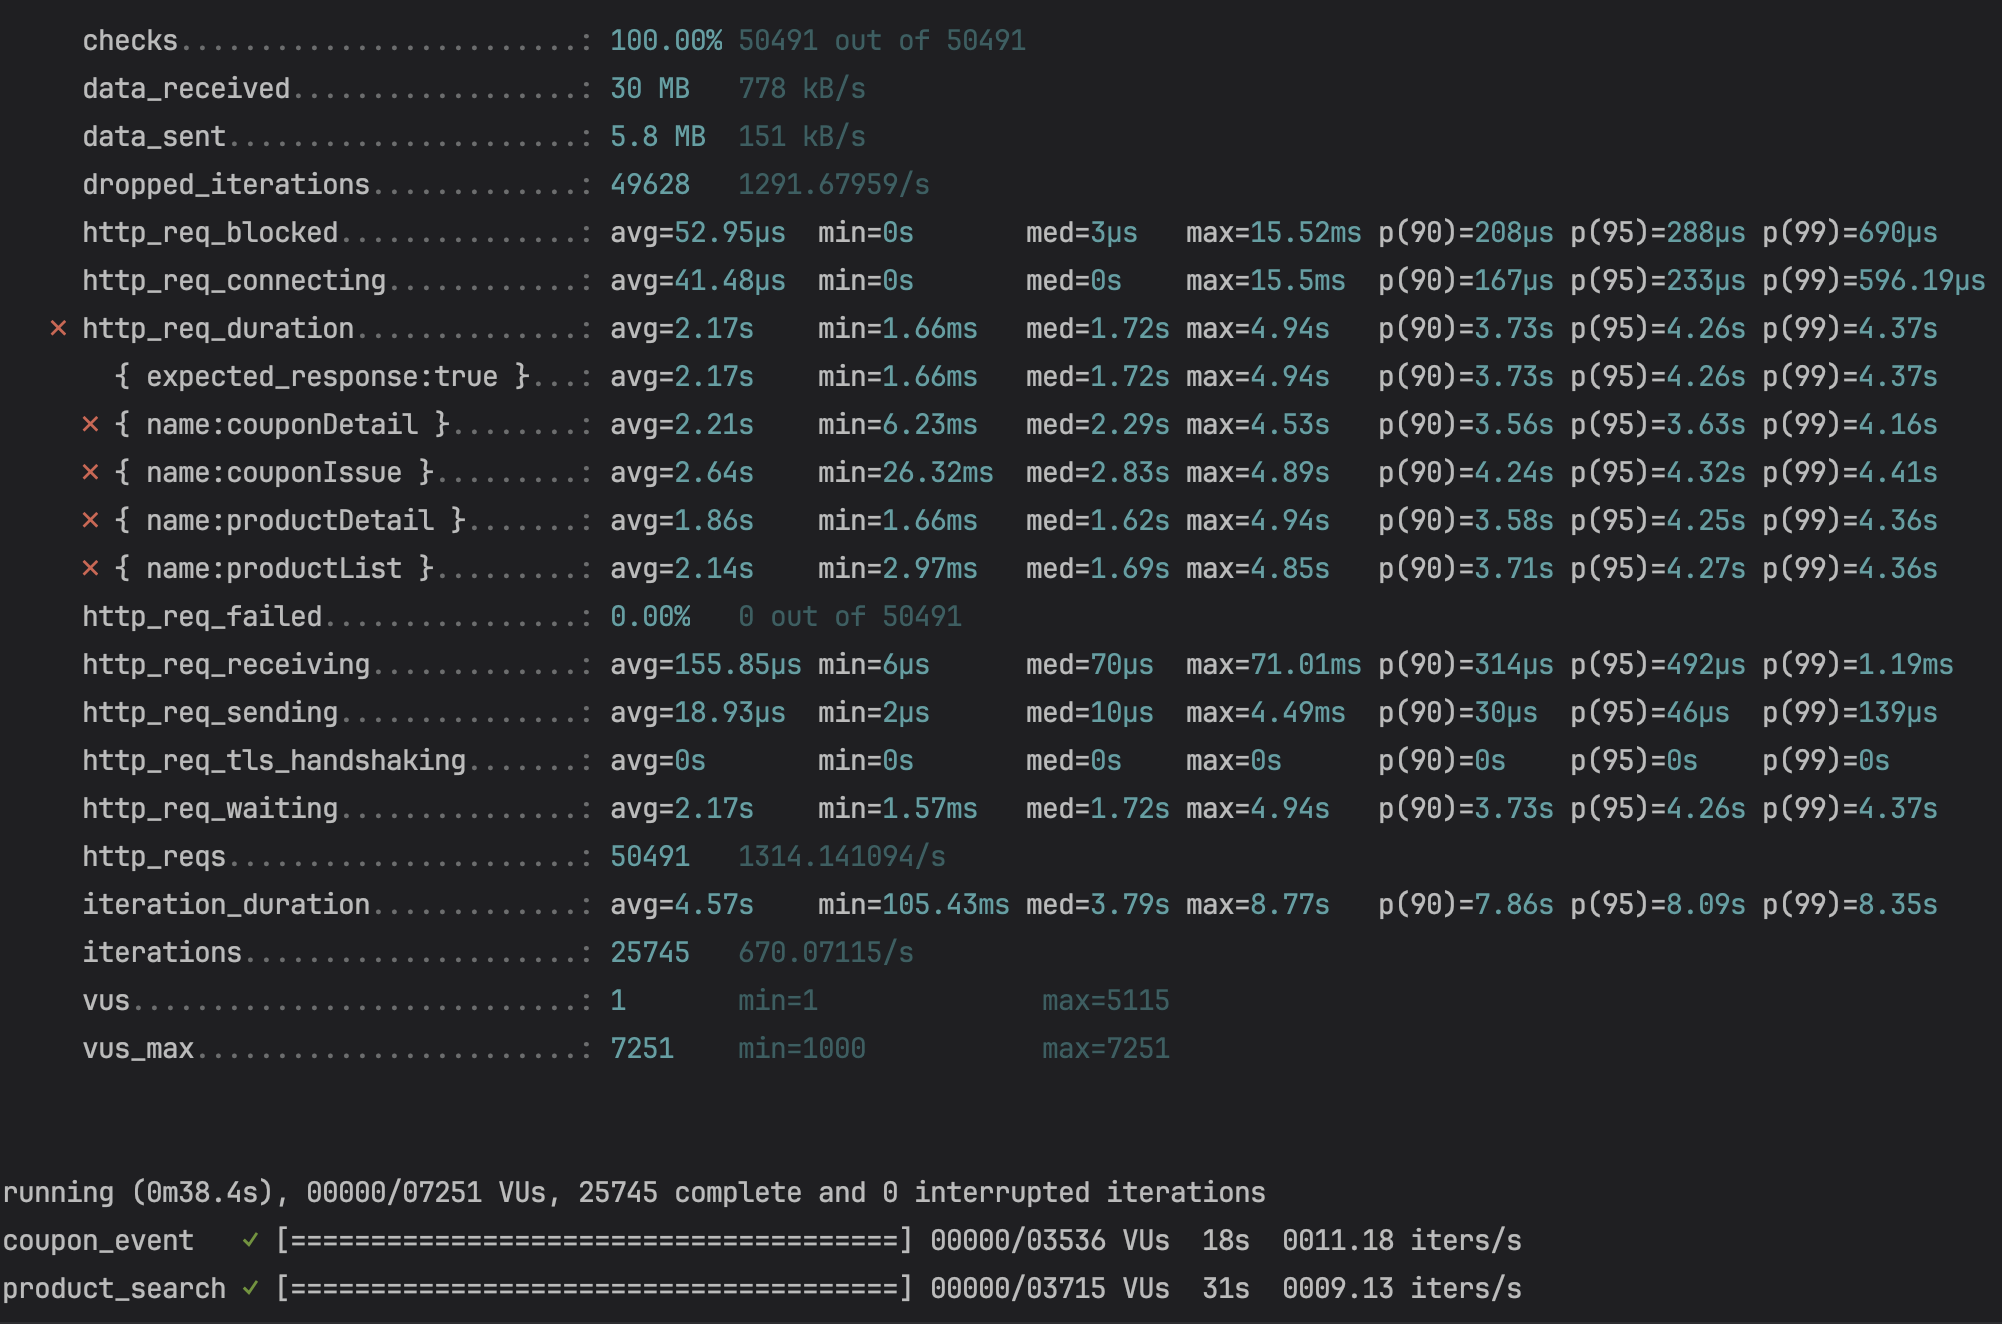 checks.........................: 100.00% 50491 out of 50491
data_received..................: 30 MB   778 kB/s
data_sent......................: 5.8 MB  151 kB/s
dropped_iterations.............: 49628   1291.67959/s
http_req_blocked...............: avg=52.95µs  min=0s       med=3µs   max=15.52ms p(90)=208µs p(95)=288µs p(99)=690µs
http_req_connecting............: avg=41.48µs  min=0s       med=0s    max=15.5ms  p(90)=167µs p(95)=233µs p(99)=596.19µs
✗ http_req_duration..............: avg=2.17s    min=1.66ms   med=1.72s max=4.94s   p(90)=3.73s p(95)=4.26s p(99)=4.37s
{ expected_response:true }...: avg=2.17s    min=1.66ms   med=1.72s max=4.94s   p(90)=3.73s p(95)=4.26s p(99)=4.37s
✗ { name:couponDetail }........: avg=2.21s    min=6.23ms   med=2.29s max=4.53s   p(90)=3.56s p(95)=3.63s p(99)=4.16s
✗ { name:couponIssue }.........: avg=2.64s    min=26.32ms  med=2.83s max=4.89s   p(90)=4.24s p(95)=4.32s p(99)=4.41s
✗ { name:productDetail }.......: avg=1.86s    min=1.66ms   med=1.62s max=4.94s   p(90)=3.58s p(95)=4.25s p(99)=4.36s
✗ { name:productList }.........: avg=2.14s    min=2.97ms   med=1.69s max=4.85s   p(90)=3.71s p(95)=4.27s p(99)=4.36s
http_req_failed................: 0.00%   0 out of 50491
http_req_receiving.............: avg=155.85µs min=6µs      med=70µs  max=71.01ms p(90)=314µs p(95)=492µs p(99)=1.19ms
http_req_sending...............: avg=18.93µs  min=2µs      med=10µs  max=4.49ms  p(90)=30µs  p(95)=46µs  p(99)=139µs
http_req_tls_handshaking.......: avg=0s       min=0s       med=0s    max=0s      p(90)=0s    p(95)=0s    p(99)=0s
http_req_waiting...............: avg=2.17s    min=1.57ms   med=1.72s max=4.94s   p(90)=3.73s p(95)=4.26s p(99)=4.37s
http_reqs......................: 50491   1314.141094/s
iteration_duration.............: avg=4.57s    min=105.43ms med=3.79s max=8.77s   p(90)=7.86s p(95)=8.09s p(99)=8.35s
iterations.....................: 25745   670.07115/s
vus............................: 1       min=1              max=5115
vus_max........................: 7251    min=1000           max=7251
running (0m38.4s), 00000/07251 VUs, 25745 complete and 0 interrupted iterations
coupon_event   ✓ [======================================] 00000/03536 VUs  18s  0011.18 iters/s
product_search ✓ [======================================] 00000/03715 VUs  31s  0009.13 iters/s